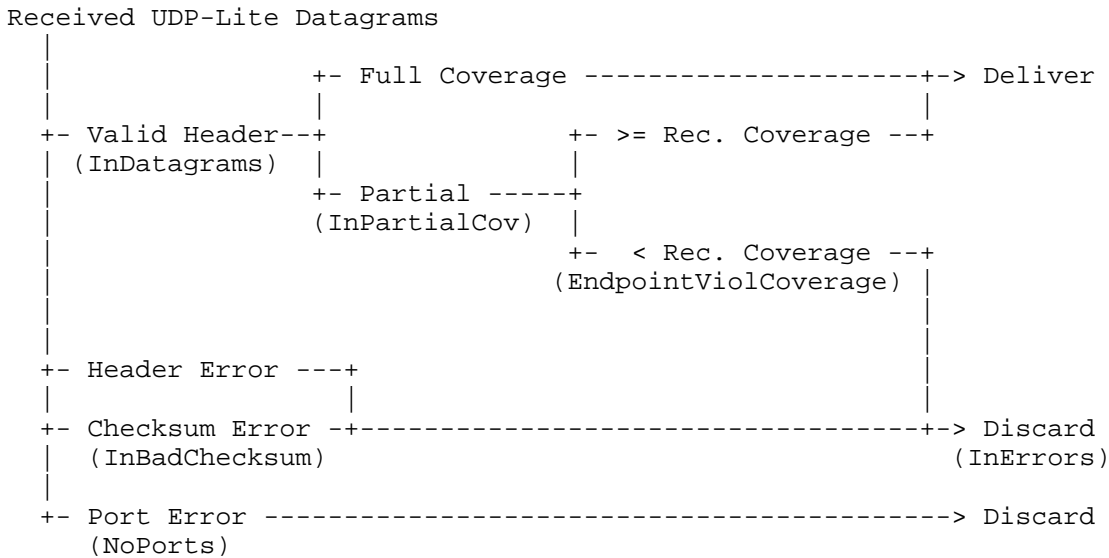 Received UDP-Lite Datagrams
+- Full Coverage ---------------------+-> Deliver
+- Valid Header--+ +- >= Rec. Coverage --+
(InDatagrams)
+- Partial -----+
(InPartialCov)
+- < Rec. Coverage --+
(EndpointViolCoverage)
+- Header Error ---+
+- Checksum Error -+-----------------------------------+-> Discard
(InBadChecksum) (InErrors)
+- Port Error -------------------------------------------> Discard
(NoPorts)